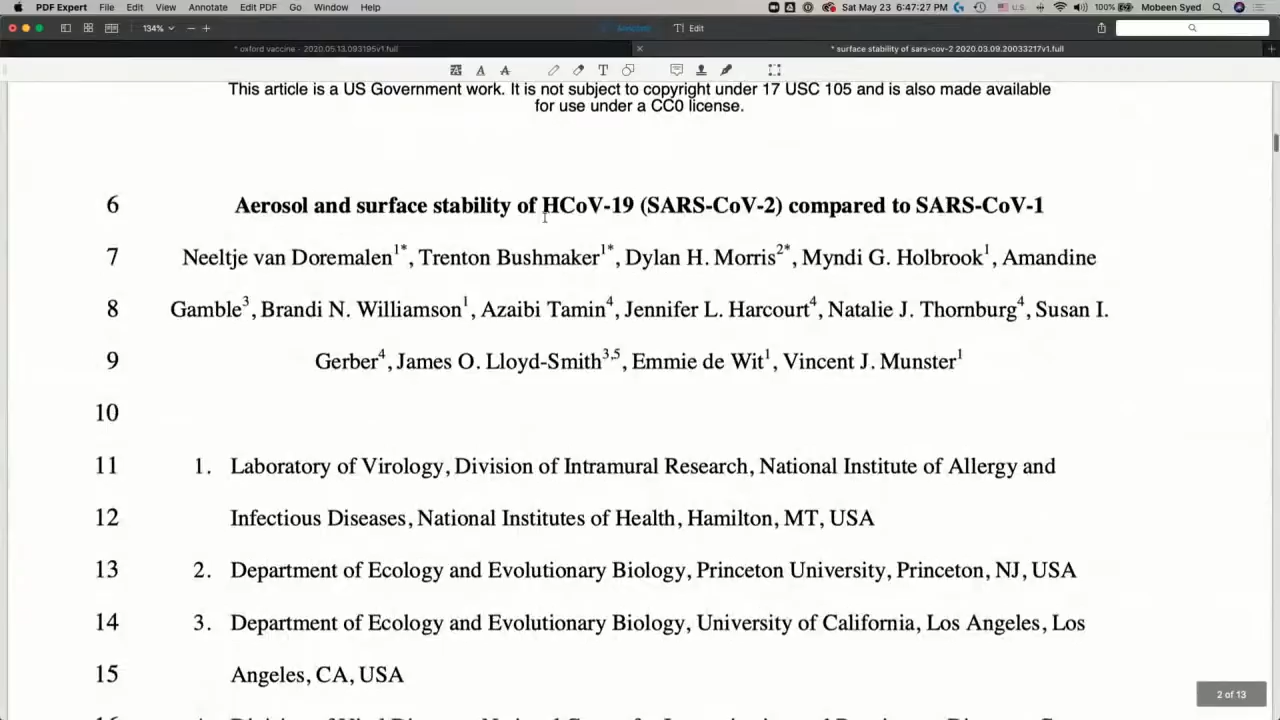 PDF Expert File Edit View Annotate Edit PDF Go Window Help 100% U.S. Sat May 23 6:47:27 PM Mobeen Syed
134% Annotate Edit
* oxford vaccine - 2020.05.13.093195v1.full * surface stability of sars-cov-2 2020.03.09.20033217v1.full
This article is a US Government work. It is not subject to copyright under 17 USC 105 and is also made available
for use under a CC0 license.
6 Aerosol and surface stability of HCoV-19 (SARS-CoV-2) compared to SARS-CoV-1
7 Neeltje van Doremalen1*, Trenton Bushmaker1*, Dylan H. Morris2*, Myndi G. Holbrook1, Amandine
8 Gamble3, Brandi N. Williamson1, Azaibi Tamin4, Jennifer L. Harcourt4, Natalie J. Thornburg4, Susan I.
9 Gerber4, James O. Lloyd-Smith3,5, Emmie de Wit1, Vincent J. Munster1
10
11 1. Laboratory of Virology, Division of Intramural Research, National Institute of Allergy and
12 Infectious Diseases, National Institutes of Health, Hamilton, MT, USA
13 2. Department of Ecology and Evolutionary Biology, Princeton University, Princeton, NJ, USA
14 3. Department of Ecology and Evolutionary Biology, University of California, Los Angeles, Los
15 Angeles, CA, USA
2 of 13